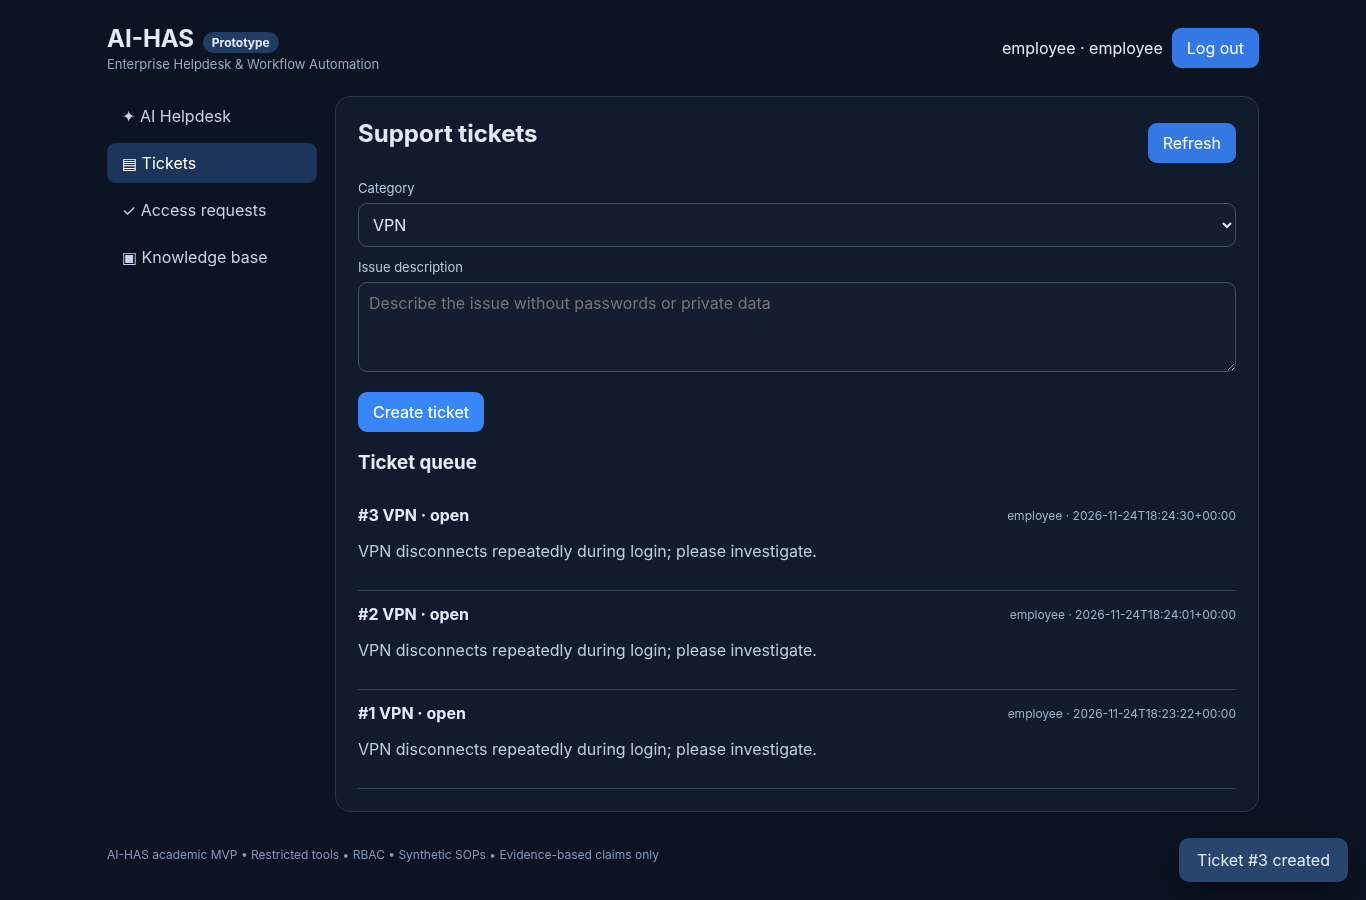 AI-HAS Prototype
Enterprise Helpdesk & Workflow Automation
employee · employee Log out
✦ AI Helpdesk
▤ Tickets
✓ Access requests
▣ Knowledge base
Support tickets
Refresh
Category
VPN
Issue description
Describe the issue without passwords or private data
Create ticket
Ticket queue
#3 VPN · open employee · 2026-11-24T18:24:30+00:00
VPN disconnects repeatedly during login; please investigate.
#2 VPN · open employee · 2026-11-24T18:24:01+00:00
VPN disconnects repeatedly during login; please investigate.
#1 VPN · open employee · 2026-11-24T18:23:22+00:00
VPN disconnects repeatedly during login; please investigate.
AI-HAS academic MVP • Restricted tools • RBAC • Synthetic SOPs • Evidence-based claims only
Ticket #3 created